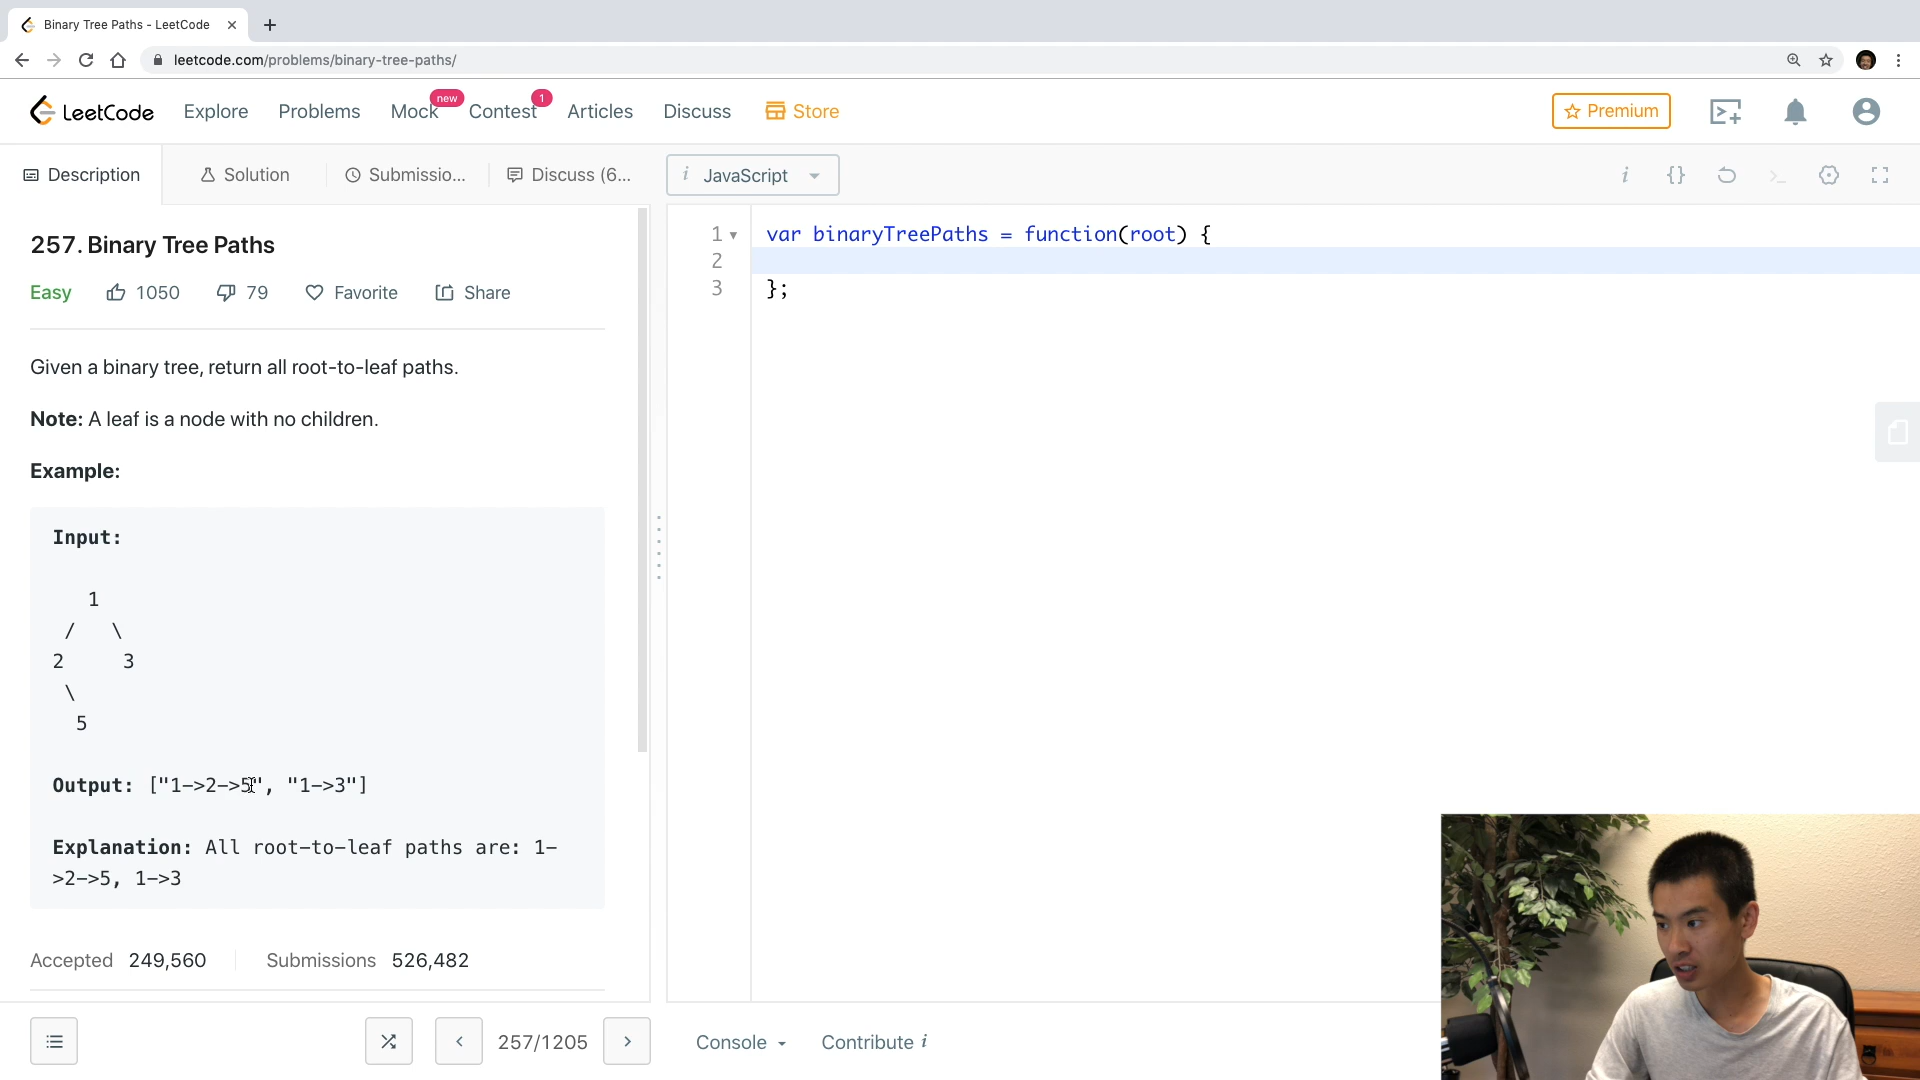 Binary Tree Paths - LeetCode
leetcode.com/problems/binary-tree-paths/
LeetCode
Explore
Problems
Mock
new
Contest
1
Articles
Discuss
Store
Premium
Description
Solution
Submissio...
Discuss (6...
i JavaScript
i
{}
257. Binary Tree Paths
Easy
1050
79
Favorite
Share
Given a binary tree, return all root-to-leaf paths.
Note: A leaf is a node with no children.
Example:
Input:
1
/ \
2 3
\
5
Output: ["1->2->5", "1->3"]
Explanation: All root-to-leaf paths are: 1-
>2->5, 1->3
Accepted 249,560
Submissions 526,482
257/1205
1 var binaryTreePaths = function(root) {
2
3 };
Console
Contribute i